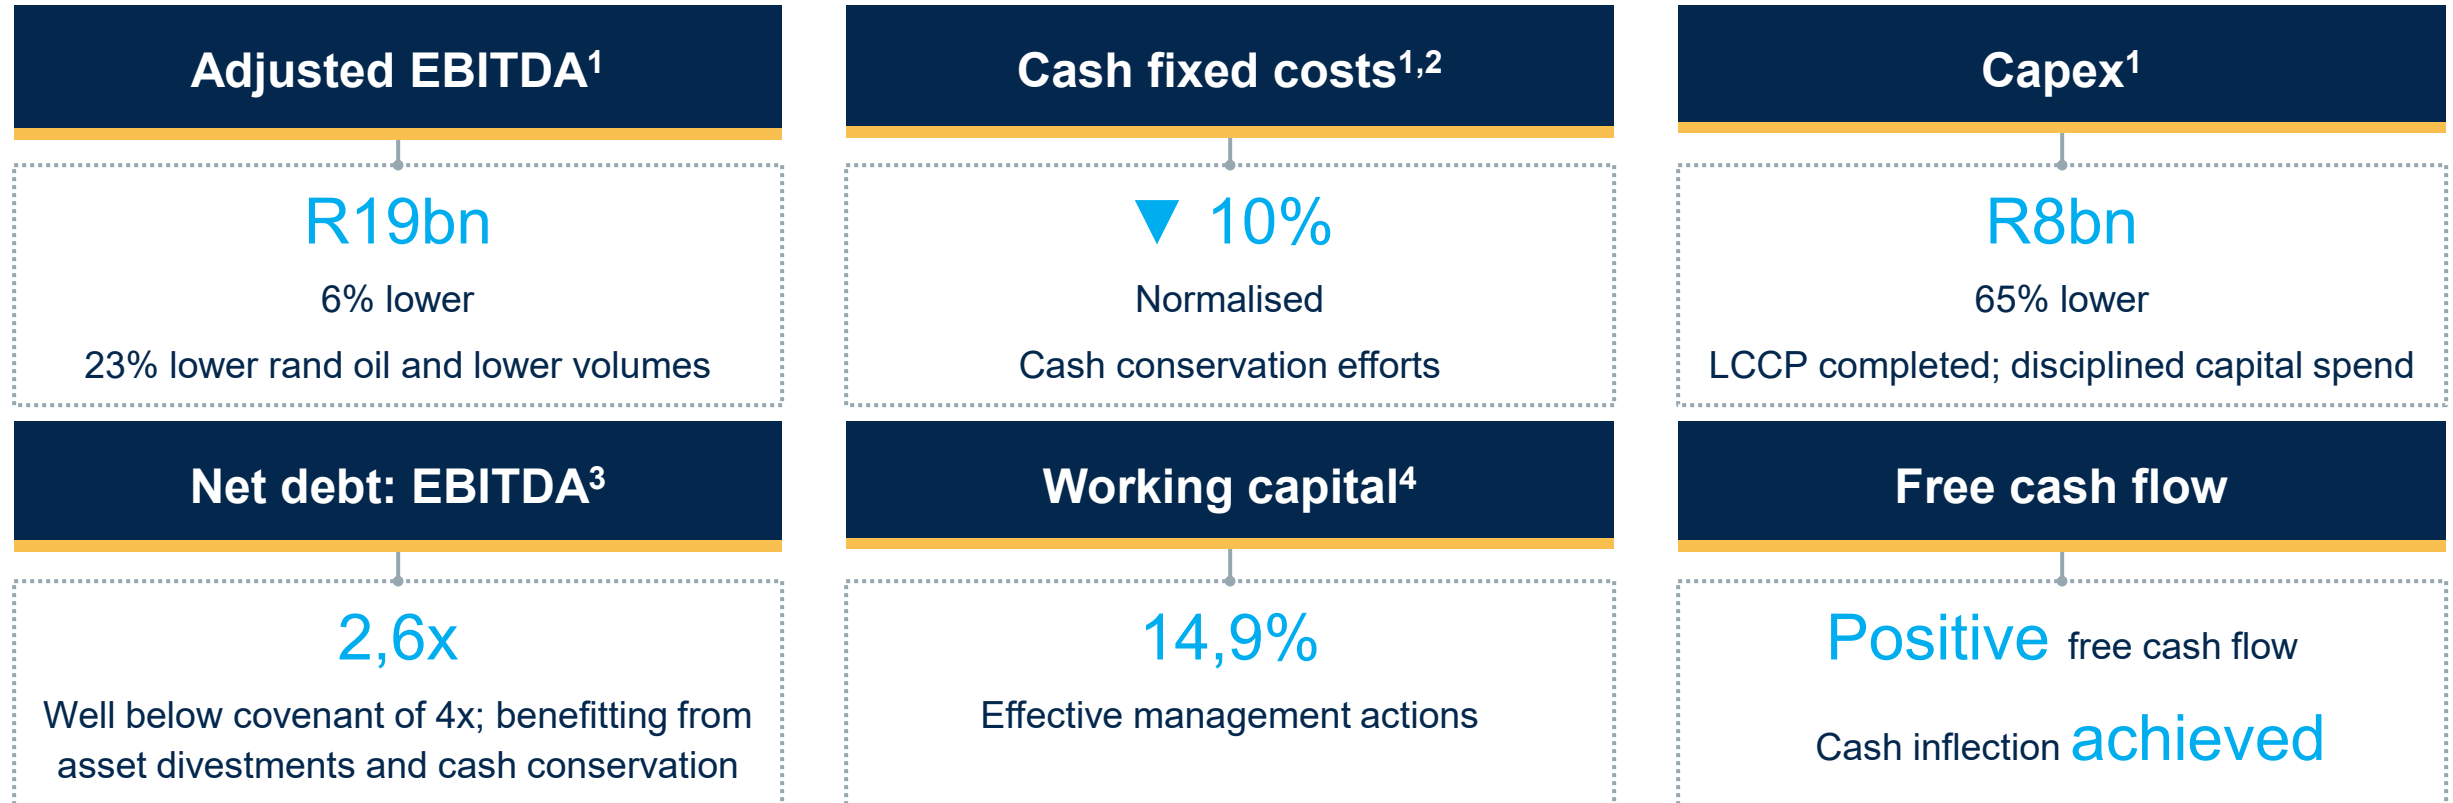 Adjusted EBITDA¹
R19bn
6% lower
23% lower rand oil and lower volumes
Cash fixed costs¹,²
▼ 10%
Normalised
Cash conservation efforts
Capex¹
R8bn
65% lower
LCCP completed; disciplined capital spend
Net debt: EBITDA³
2,6x
Well below covenant of 4x; benefitting from
asset divestments and cash conservation
Working capital⁴
14,9%
Effective management actions
Free cash flow
Positive free cash flow
Cash inflection achieved